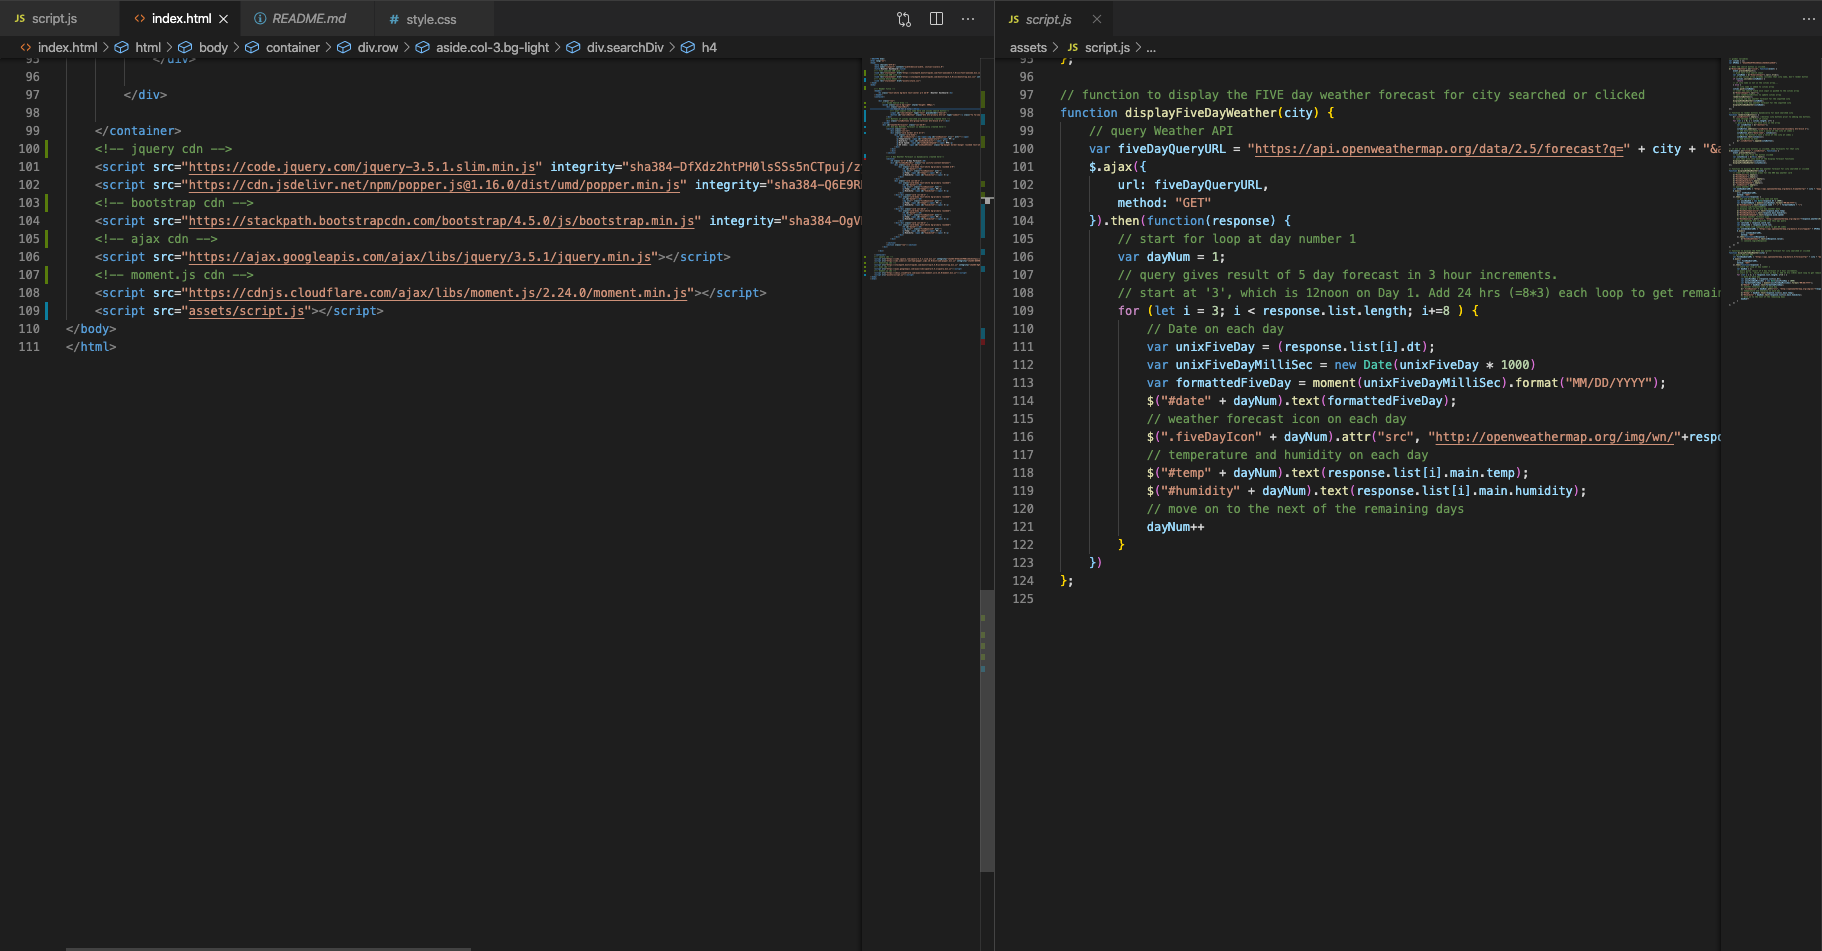 JS script.js
<> index.html ×
README.md
# style.css
<> index.html > html > body > container > div.row > aside.col-3.bg-light > div.searchDiv > h4
95 </div>
96
97 </div>
98
99 </container>
100 <!-- jquery cdn -->
101 <script src="https://code.jquery.com/jquery-3.5.1.slim.min.js" integrity="sha384-DfXdz2htPH0lsSSs5nCTpuj/z
102 <script src="https://cdn.jsdelivr.net/npm/popper.js@1.16.0/dist/umd/popper.min.js" integrity="sha384-Q6E9R
103 <!-- bootstrap cdn -->
104 <script src="https://stackpath.bootstrapcdn.com/bootstrap/4.5.0/js/bootstrap.min.js" integrity="sha384-OgV
105 <!-- ajax cdn -->
106 <script src="https://ajax.googleapis.com/ajax/libs/jquery/3.5.1/jquery.min.js"></script>
107 <!-- moment.js cdn -->
108 <script src="https://cdnjs.cloudflare.com/ajax/libs/moment.js/2.24.0/moment.min.js"></script>
109 <script src="assets/script.js"></script>
110 </body>
111 </html>
JS script.js ×
assets > JS script.js > ...
95 };
96
97 // function to display the FIVE day weather forecast for city searched or clicked
98 function displayFiveDayWeather(city) {
99 // query Weather API
100 var fiveDayQueryURL = "https://api.openweathermap.org/data/2.5/forecast?q=" + city + "&a
101 $.ajax({
102 url: fiveDayQueryURL,
103 method: "GET"
104 }).then(function(response) {
105 // start for loop at day number 1
106 var dayNum = 1;
107 // query gives result of 5 day forecast in 3 hour increments.
108 // start at '3', which is 12noon on Day 1. Add 24 hrs (=8*3) each loop to get remain
109 for (let i = 3; i < response.list.length; i+=8 ) {
110 // Date on each day
111 var unixFiveDay = (response.list[i].dt);
112 var unixFiveDayMilliSec = new Date(unixFiveDay * 1000)
113 var formattedFiveDay = moment(unixFiveDayMilliSec).format("MM/DD/YYYY");
114 $("#date" + dayNum).text(formattedFiveDay);
115 // weather forecast icon on each day
116 $(".fiveDayIcon" + dayNum).attr("src", "http://openweathermap.org/img/wn/"+respo
117 // temperature and humidity on each day
118 $("#temp" + dayNum).text(response.list[i].main.temp);
119 $("#humidity" + dayNum).text(response.list[i].main.humidity);
120 // move on to the next of the remaining days
121 dayNum++
122 }
123 })
124 };
125